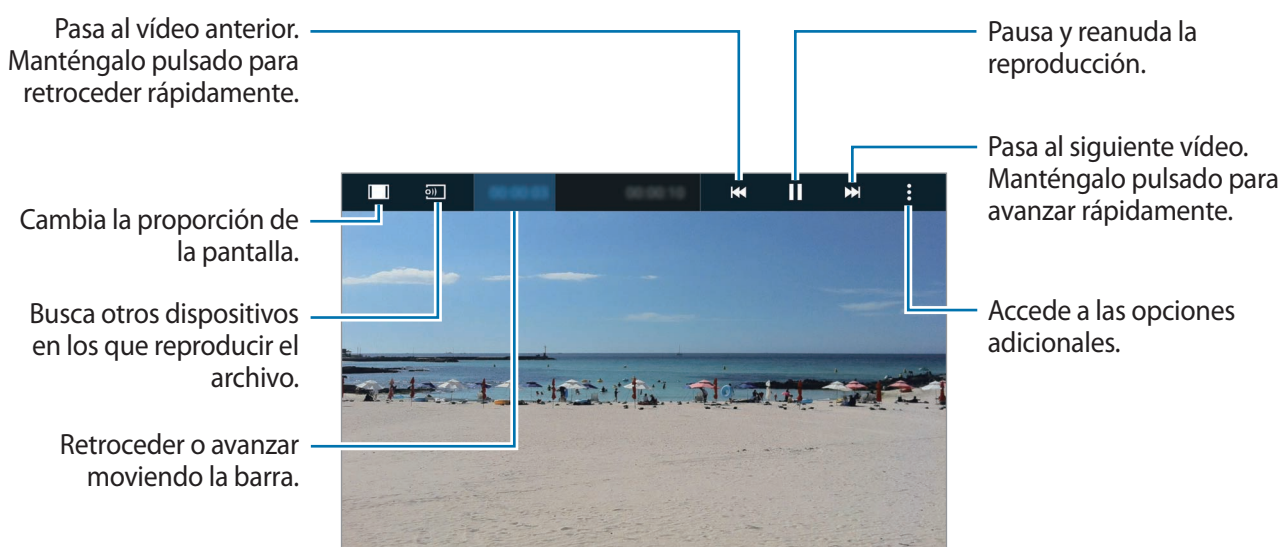 Pasa al vídeo anterior.
Manténgalo pulsado para
retroceder rápidamente.
Cambia la proporción de
la pantalla.
Busca otros dispositivos
en los que reproducir el
archivo.
Retroceder o avanzar
moviendo la barra.
Pausa y reanuda la
reproducción.
Pasa al siguiente vídeo.
Manténgalo pulsado para
avanzar rápidamente.
Accede a las opciones
adicionales.